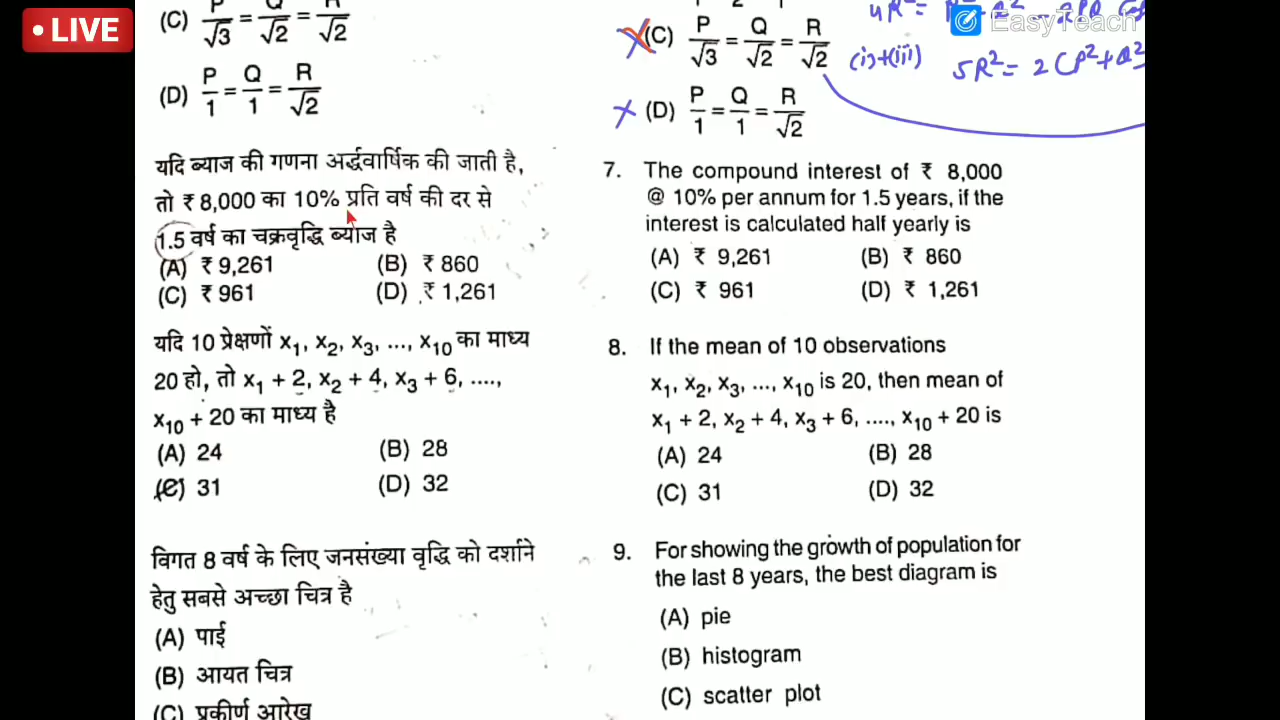 LIVE
EasyTeach
(C) P/√3 = Q/√2 = R/√2
(D) P/1 = Q/1 = R/√2
यदि ब्याज की गणना अर्द्धवार्षिक की जाती है,
तो ₹ 8,000 का 10% प्रति वर्ष की दर से
1.5 वर्ष का चक्रवृद्धि ब्याज है
(A) ₹ 9,261 (B) ₹ 860
(C) ₹ 961 (D) ₹ 1,261
यदि 10 प्रेक्षणों x₁, x₂, x₃, ..., x₁₀ का माध्य
20 हो, तो x₁ + 2, x₂ + 4, x₃ + 6, ....,
x₁₀ + 20 का माध्य है
(A) 24 (B) 28
(C) 31 (D) 32
विगत 8 वर्ष के लिए जनसंख्या वृद्धि को दर्शाने
हेतु सबसे अच्छा चित्र है
(A) पाई
(B) आयत चित्र
(C) प्रकीर्ण आरेख
(C) P/√3 = Q/√2 = R/√2
(i)+(iii) 5R² = 2(P²+Q²
(D) P/1 = Q/1 = R/√2
7. The compound interest of ₹ 8,000
@ 10% per annum for 1.5 years, if the
interest is calculated half yearly is
(A) ₹ 9,261 (B) ₹ 860
(C) ₹ 961 (D) ₹ 1,261
8. If the mean of 10 observations
x₁, x₂, x₃, ..., x₁₀ is 20, then mean of
x₁ + 2, x₂ + 4, x₃ + 6, ...., x₁₀ + 20 is
(A) 24 (B) 28
(C) 31 (D) 32
9. For showing the growth of population for
the last 8 years, the best diagram is
(A) pie
(B) histogram
(C) scatter plot